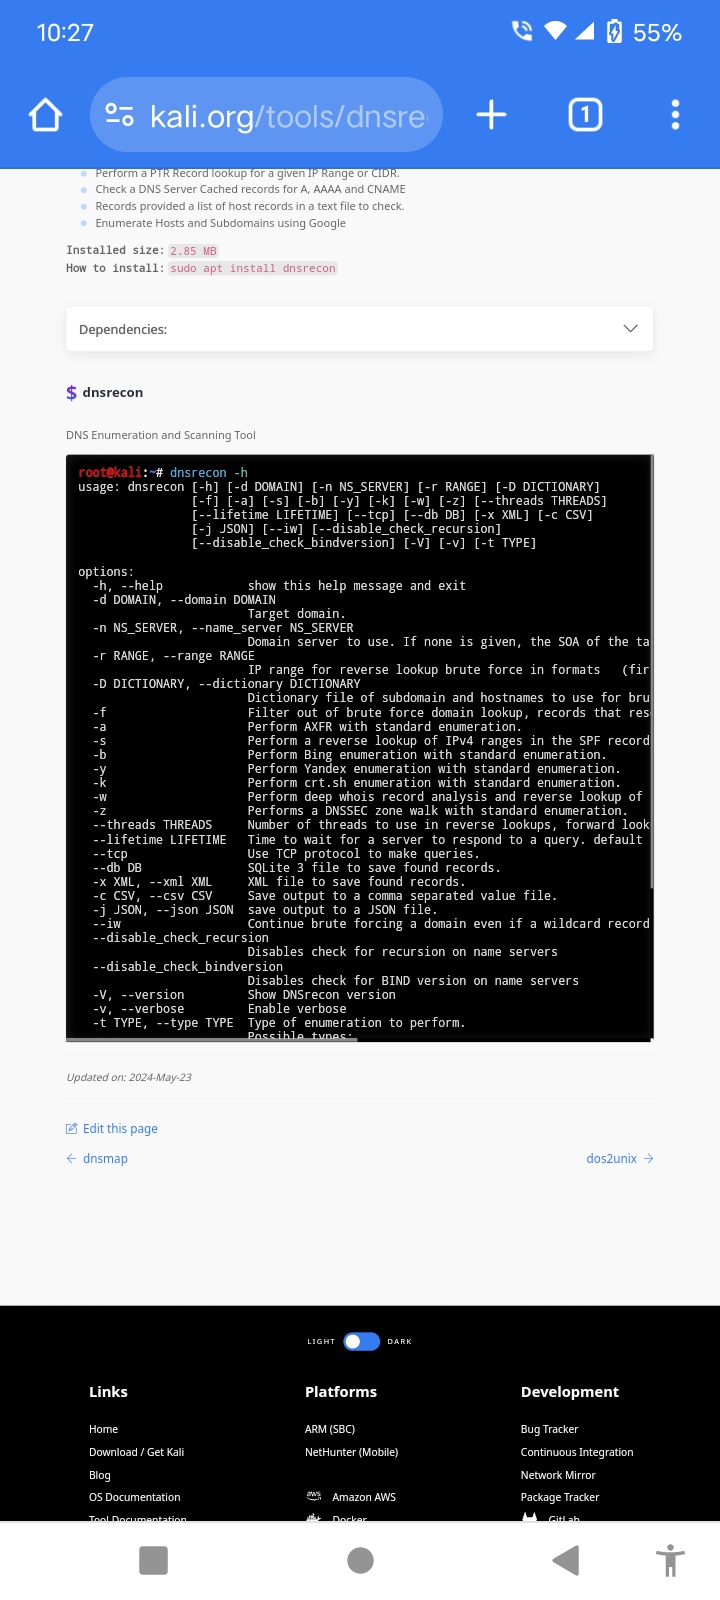 10:27
55%
kali.org/tools/dnsre
1
Perform a PTR Record lookup for a given IP Range or CIDR.
Check a DNS Server Cached records for A, AAAA and CNAME
Records provided a list of host records in a text file to check.
Enumerate Hosts and Subdomains using Google
Installed size: 2.85 MB
How to install: sudo apt install dnsrecon
Dependencies:
$ dnsrecon
DNS Enumeration and Scanning Tool
root@kali:~# dnsrecon -h
usage: dnsrecon [-h] [-d DOMAIN] [-n NS_SERVER] [-r RANGE] [-D DICTIONARY]
[-f] [-a] [-s] [-b] [-y] [-k] [-w] [-z] [--threads THREADS]
[--lifetime LIFETIME] [--tcp] [--db DB] [-x XML] [-c CSV]
[-j JSON] [--iw] [--disable_check_recursion]
[--disable_check_bindversion] [-V] [-v] [-t TYPE]
options:
-h, --help show this help message and exit
-d DOMAIN, --domain DOMAIN
Target domain.
-n NS_SERVER, --name_server NS_SERVER
Domain server to use. If none is given, the SOA of the ta
-r RANGE, --range RANGE
IP range for reverse lookup brute force in formats (fir
-D DICTIONARY, --dictionary DICTIONARY
Dictionary file of subdomain and hostnames to use for bru
-f Filter out of brute force domain lookup, records that res
-a Perform AXFR with standard enumeration.
-s Perform a reverse lookup of IPv4 ranges in the SPF record
-b Perform Bing enumeration with standard enumeration.
-y Perform Yandex enumeration with standard enumeration.
-k Perform crt.sh enumeration with standard enumeration.
-w Perform deep whois record analysis and reverse lookup of
-z Performs a DNSSEC zone walk with standard enumeration.
--threads THREADS Number of threads to use in reverse lookups, forward look
--lifetime LIFETIME Time to wait for a server to respond to a query. default
--tcp Use TCP protocol to make queries.
--db DB SQLite 3 file to save found records.
-x XML, --xml XML XML file to save found records.
-c CSV, --csv CSV Save output to a comma separated value file.
-j JSON, --json JSON save output to a JSON file.
--iw Continue brute forcing a domain even if a wildcard record
--disable_check_recursion
Disables check for recursion on name servers
--disable_check_bindversion
Disables check for BIND version on name servers
-V, --version Show DNSrecon version
-v, --verbose Enable verbose
-t TYPE, --type TYPE Type of enumeration to perform.
Possible types:
Updated on: 2024-May-23
Edit this page
← dnsmap
dos2unix →
LIGHT DARK
Links Platforms Development
Home ARM (SBC) Bug Tracker
Download / Get Kali NetHunter (Mobile) Continuous Integration
Blog Network Mirror
OS Documentation aws Amazon AWS Package Tracker
Tool Documentation Docker GitLab